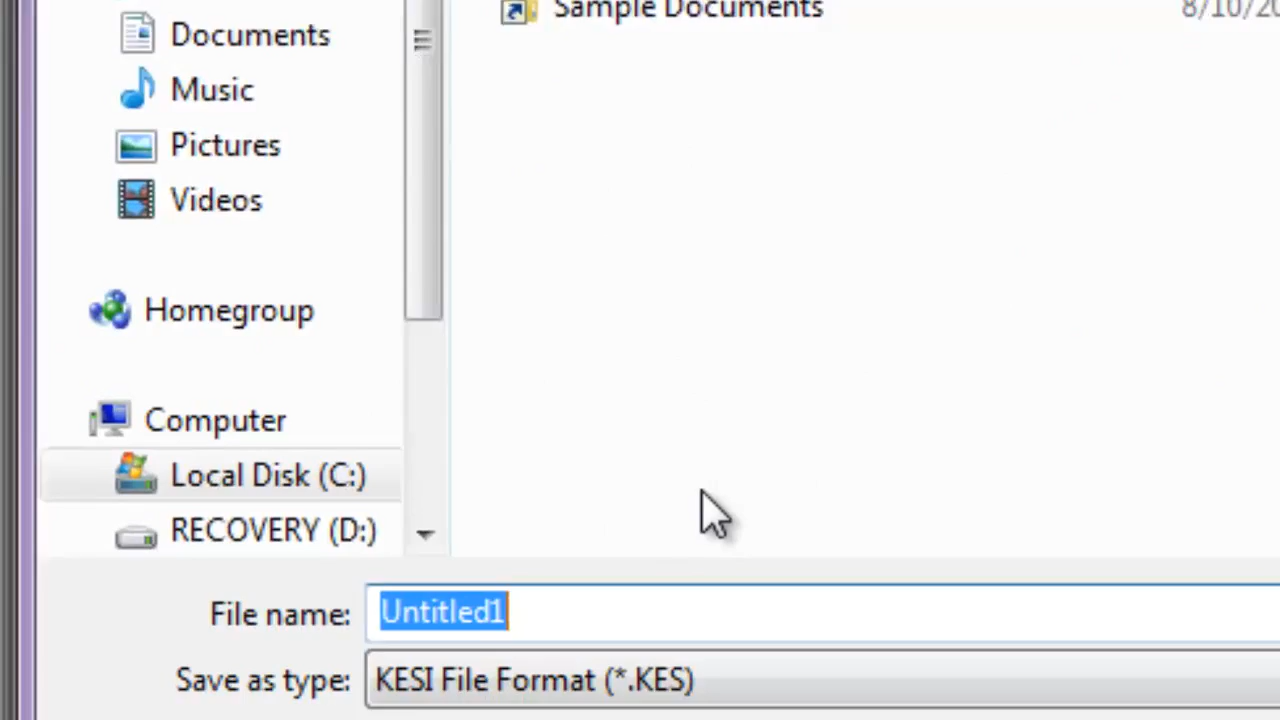 Sample Documents
Documents
Music
Pictures
Videos
Homegroup
Computer
Local Disk (C:)
RECOVERY (D:)
File name: Untitled1
Save as type: KESI File Format (*.KES)